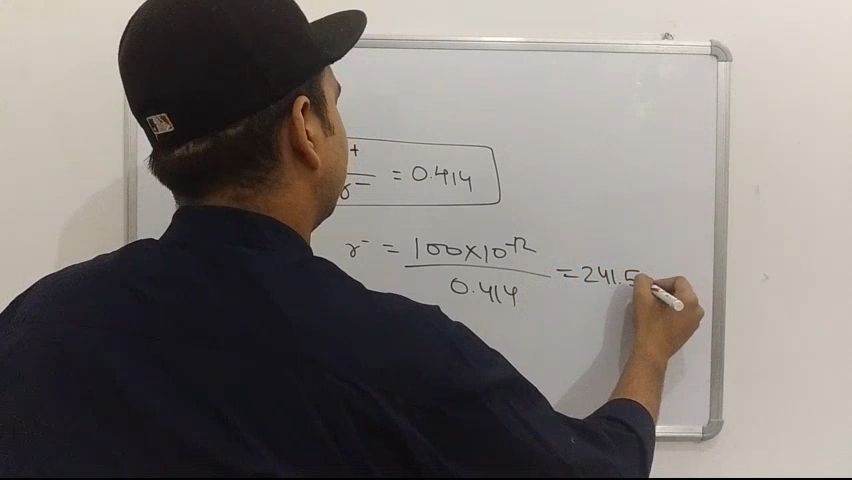 +
γ⁻ = 0.414
γ⁻ = 100×10⁻¹²
0.414 = 241.5